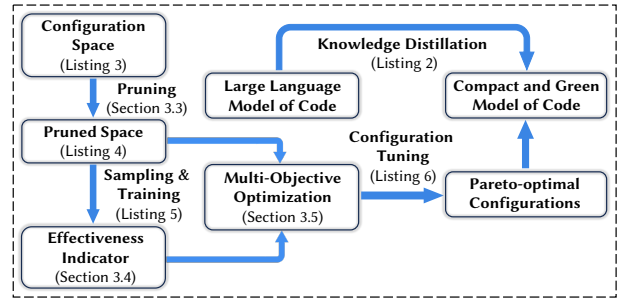 Configuration
Space
(Listing 3)
Pruning
(Section 3.3)
Pruned Space
(Listing 4)
Sampling &
Training
(Listing 5)
Effectiveness
Indicator
(Section 3.4)
Knowledge Distillation
(Listing 2)
Large Language
Model of Code
Compact and Green
Model of Code
Multi-Objective
Optimization
(Section 3.5)
Configuration
Tuning
(Listing 6)
Pareto-optimal
Configurations